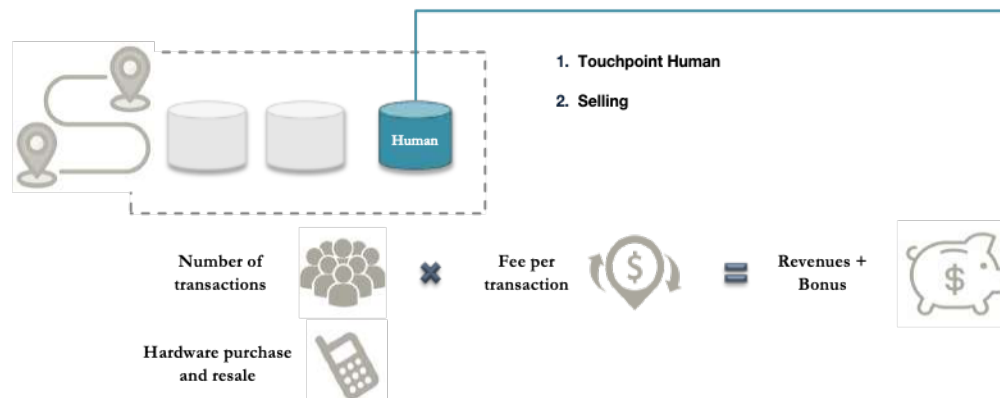 1. Touchpoint Human
2. Selling
Human
Number of
transactions
Fee per
transaction
$
Revenues +
Bonus
$
Hardware purchase
and resale